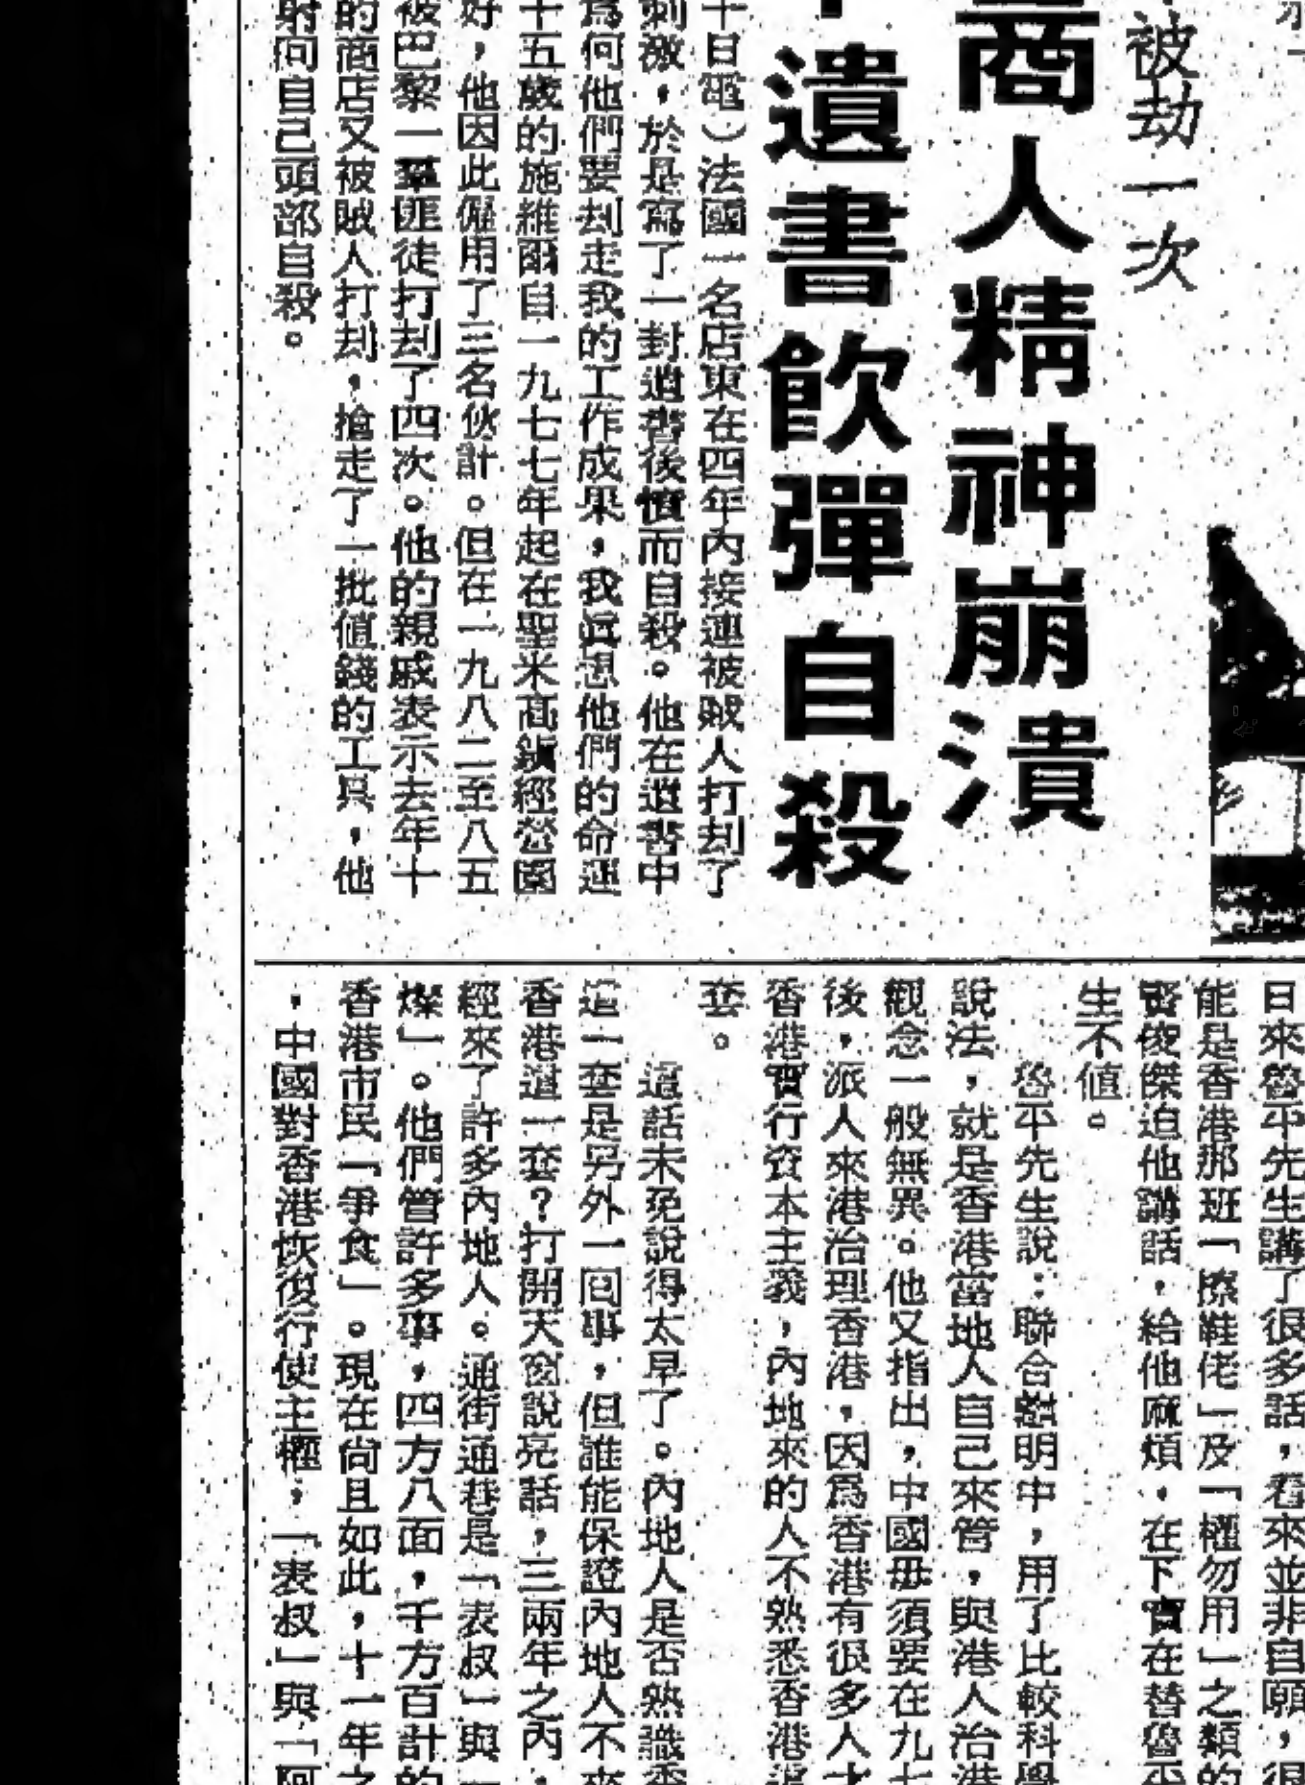 被劫一次
商人精神崩潰
遺書飲彈自殺
十日電）法國一名店東在四年內接連被賊人打刦了
刺激，於是寫了一封遺書後憤而自殺。他在遺書中
爲何他們要刦走我的工作成果，我眞想他們的命運
十五歲的施維爾自一九七七年起在聖米高鎮經營園
好，他因此僱用了三名伙計。但在一九八二至八五
被巴黎一羣匪徒打刦了四次。他的親戚表示去年十
的商店又被賊人打刦，搶走了一批值錢的工具，他
射向自己頭部自殺。
日來魯平先生講了很多話，看來並非自願，很
能是香港那班「擦鞋佬」及「權勿用」之類的
賢俊傑迫他講話，給他麻煩，在下實在替魯平
生不值。
魯平先生說：聯合聲明中，用了比較科學
說法，就是香港當地人自己來管，與港人治港
觀念一般無異。他又指出，中國毋須要在九七
後，派人來港治理香港，因爲香港有很多人才
香港實行資本主義，內地來的人不熟悉香港這
套。
這話未免說得太早了。內地人是否熟識香
這一套是另外一回事，但誰能保證內地人不來
香港這一套？打開天窗說亮話，三兩年之內，
經來了許多內地人。通街通巷是「表叔」與「
燦」。他們管許多事，四方八面，千方百計的
香港市民「爭食」。現在尚且如此，十一年之
，中國對香港恢復行使主權，「表叔」與「阿